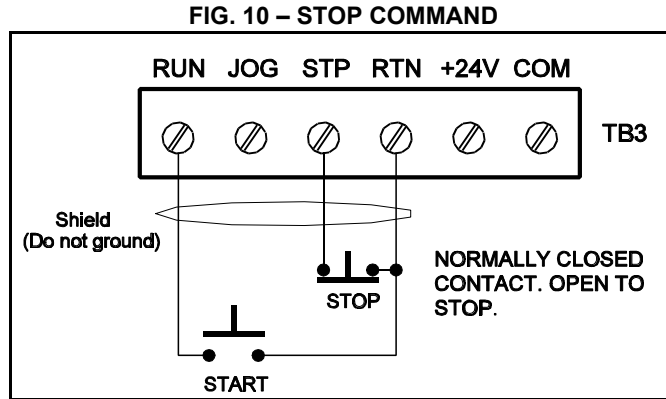 FIG. 10 – STOP COMMAND
RUN JOG STP RTN +24V COM
TB3
Shield
(Do not ground)
NORMALLY CLOSED
CONTACT. OPEN TO
STOP.
STOP
START